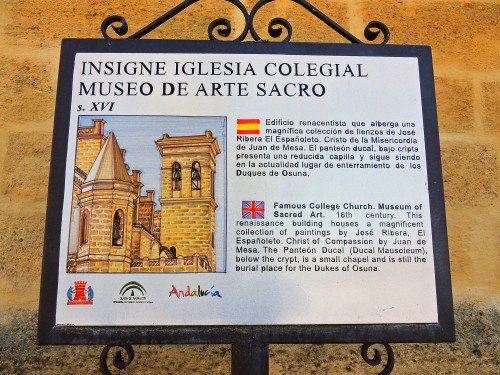 INSIGNE IGLESIA COLEGIAL
MUSEO DE ARTE SACRO
s. XVI
Edificio renacentista que alberga una
magnífica colección de lienzos de José
Ribera El Españoleto. Cristo de la Misericordia
de Juan de Mesa. El panteón ducal, bajo cripta
presenta una reducida capilla y sigue siendo
en la actualidad lugar de enterramiento de los
Duques de Osuna.
Famous College Church. Museum of
Sacred Art. 16th century. This
renaissance building houses a magnificent
collection of paintings by José Ribera, El
Españoleto. Christ of Compassion by Juan de
Mesa. The Panteón Ducal (Ducal Mausoleum),
below the crypt, is a small chapel and is still the
burial place for the Dukes of Osuna.
Andalucía